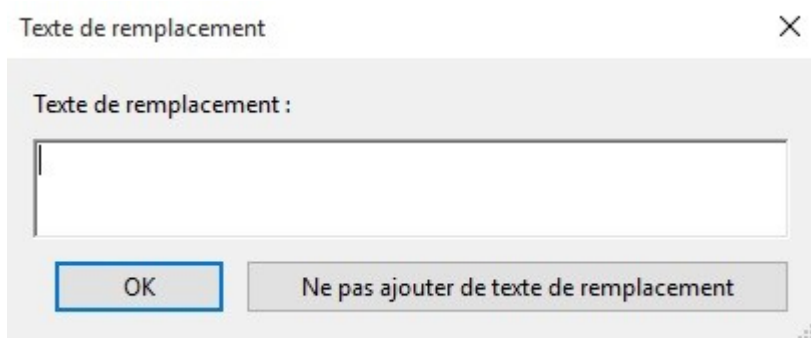 Texte de remplacement
Texte de remplacement :
OK
Ne pas ajouter de texte de remplacement